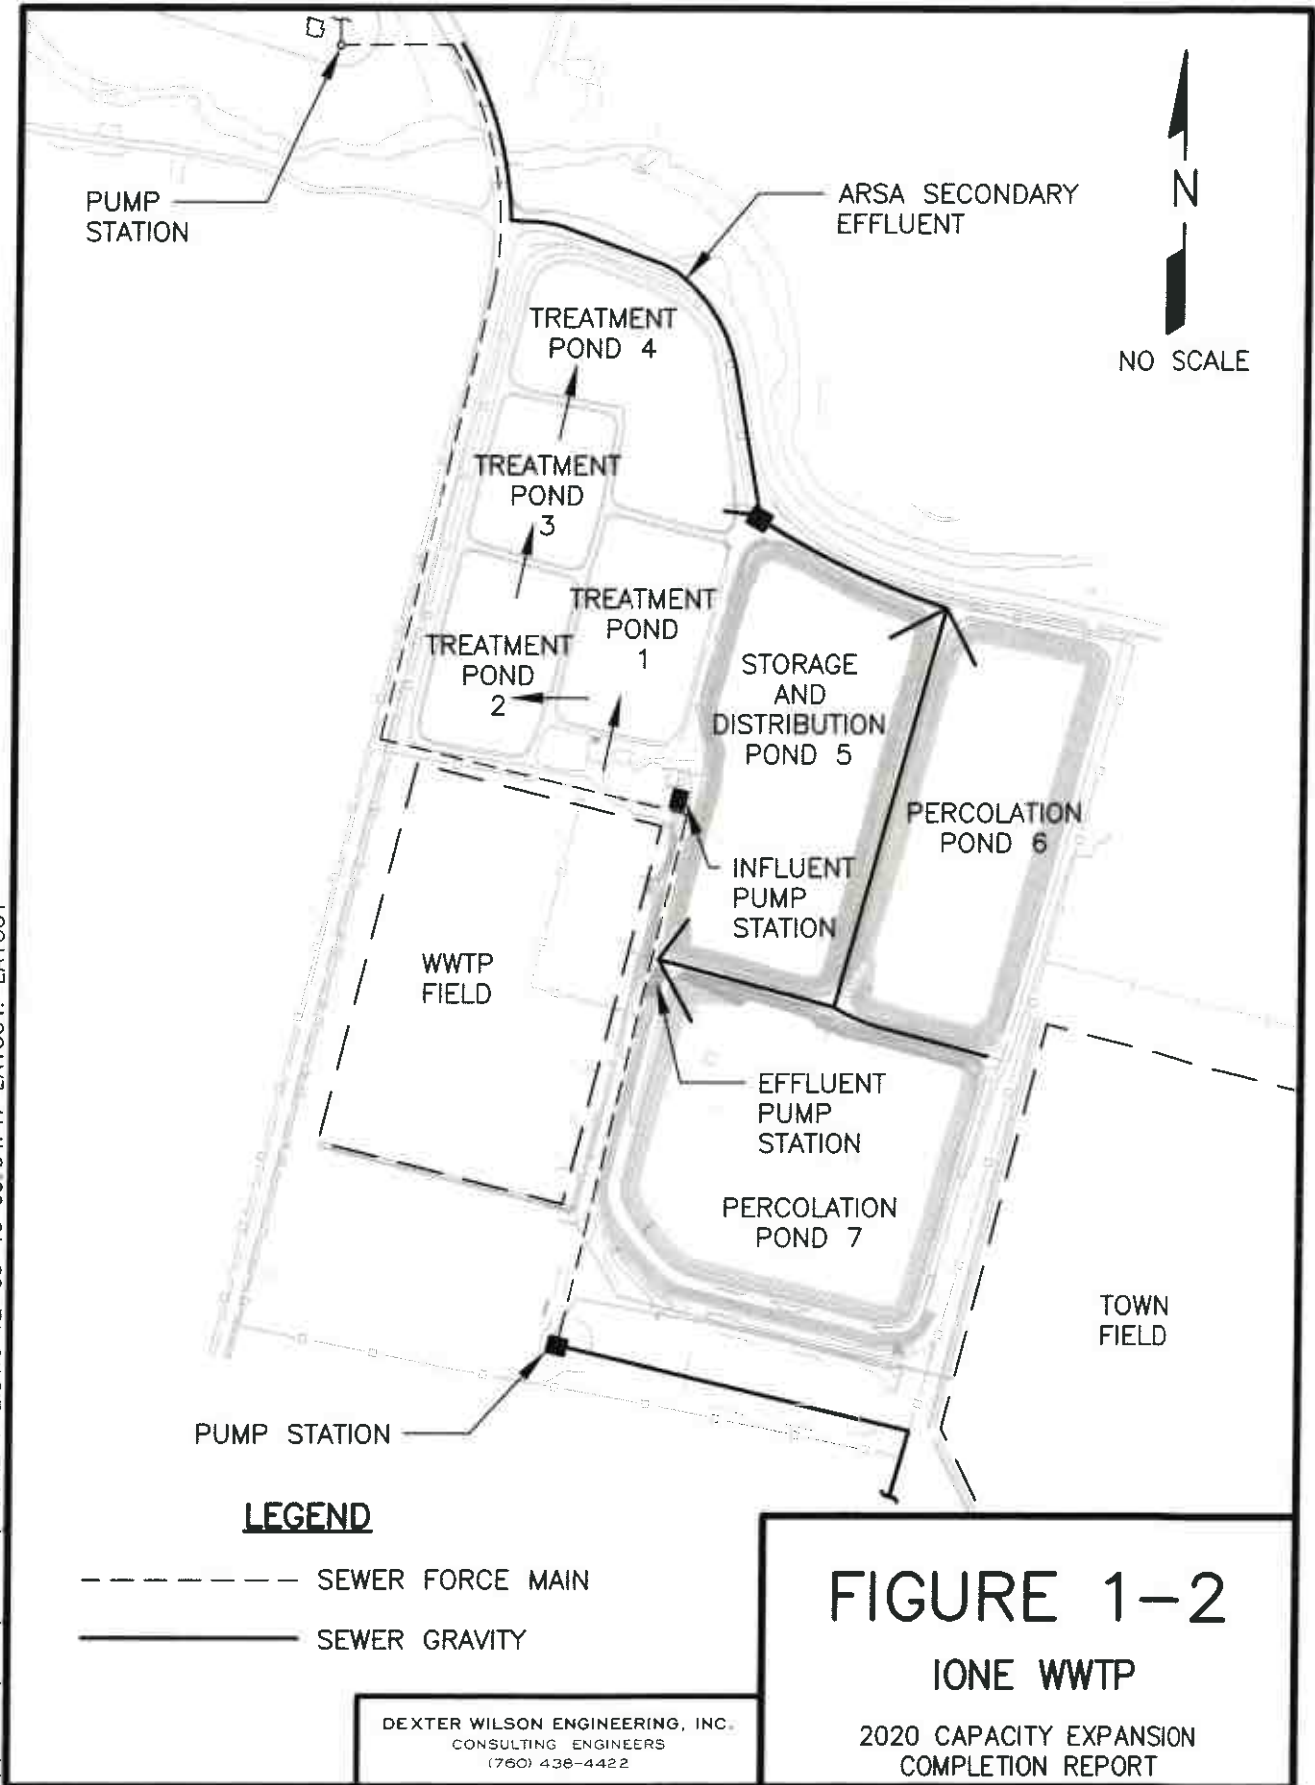 PUMP
STATION
ARSA SECONDARY
EFFLUENT
N
NO SCALE
TREATMENT
POND 4
TREATMENT
POND
3
TREATMENT
POND
1
TREATMENT
POND
2
STORAGE
AND
DISTRIBUTION
POND 5
PERCOLATION
POND 6
INFLUENT
PUMP
STATION
WWTP
FIELD
EFFLUENT
PUMP
STATION
PERCOLATION
POND 7
TOWN
FIELD
PUMP STATION
LEGEND
SEWER FORCE MAIN
SEWER GRAVITY
FIGURE 1-2
IONE WWTP
2020 CAPACITY EXPANSION
COMPLETION REPORT
DEXTER WILSON ENGINEERING, INC.
CONSULTING ENGINEERS
(760) 438-4422